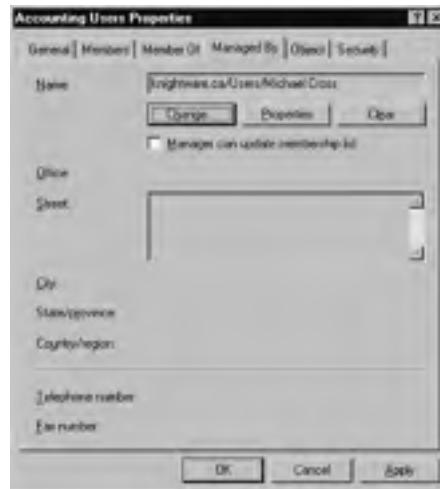 Accounting Users Properties
? X
General Members Member Of Managed By Object Security
Name knightware.ca/Users/Michael Cross
Change... Properties Clear
Manager can update membership list
Office
Street:
City
State/province
Country/region
Telephone number
Fax number
OK Cancel Apply